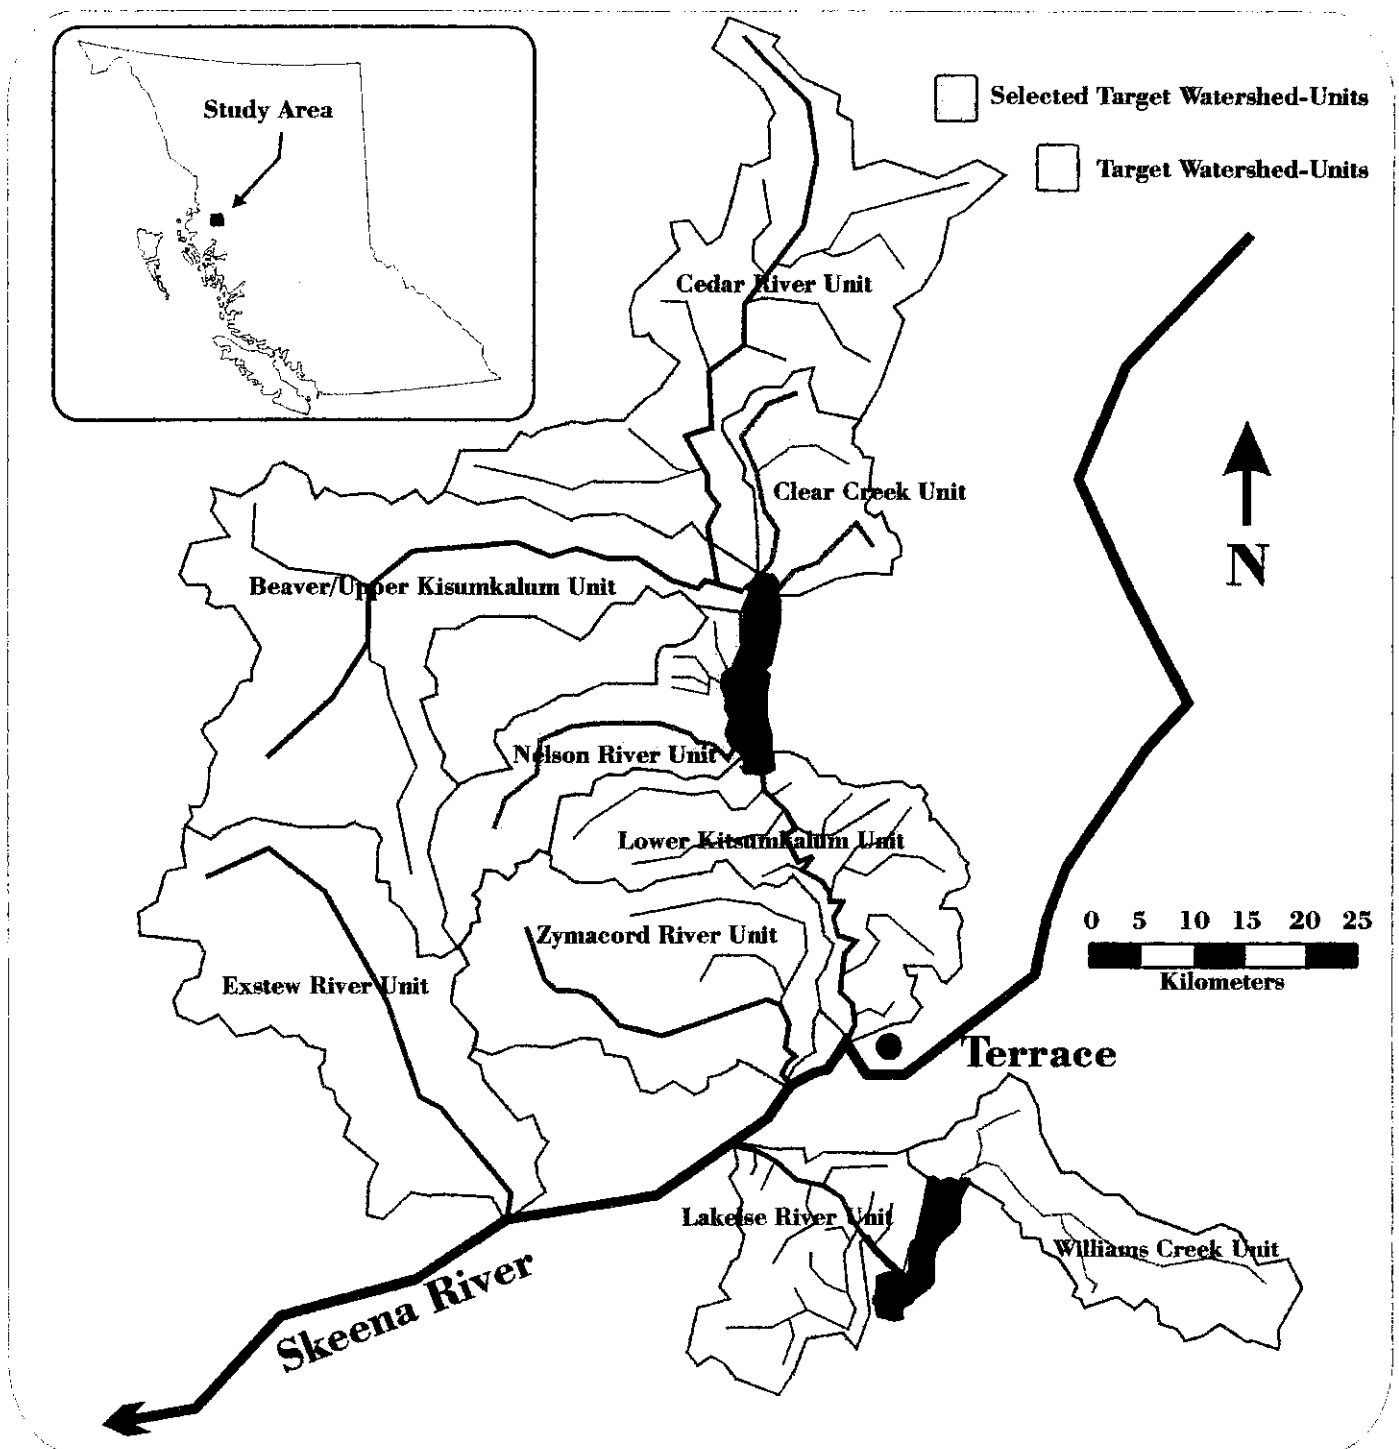 Study Area
Selected Target Watershed-Units
Target Watershed-Units
Cedar River Unit
Clear Creek Unit
N
Beaver/Upper Kisumkalum Unit
Nelson River Unit
Lower Kitsumkalum Unit
0 5 10 15 20 25
Kilometers
Zymacord River Unit
Exstew River Unit
Terrace
Lakelse River Unit
Williams Creek Unit
Skeena River